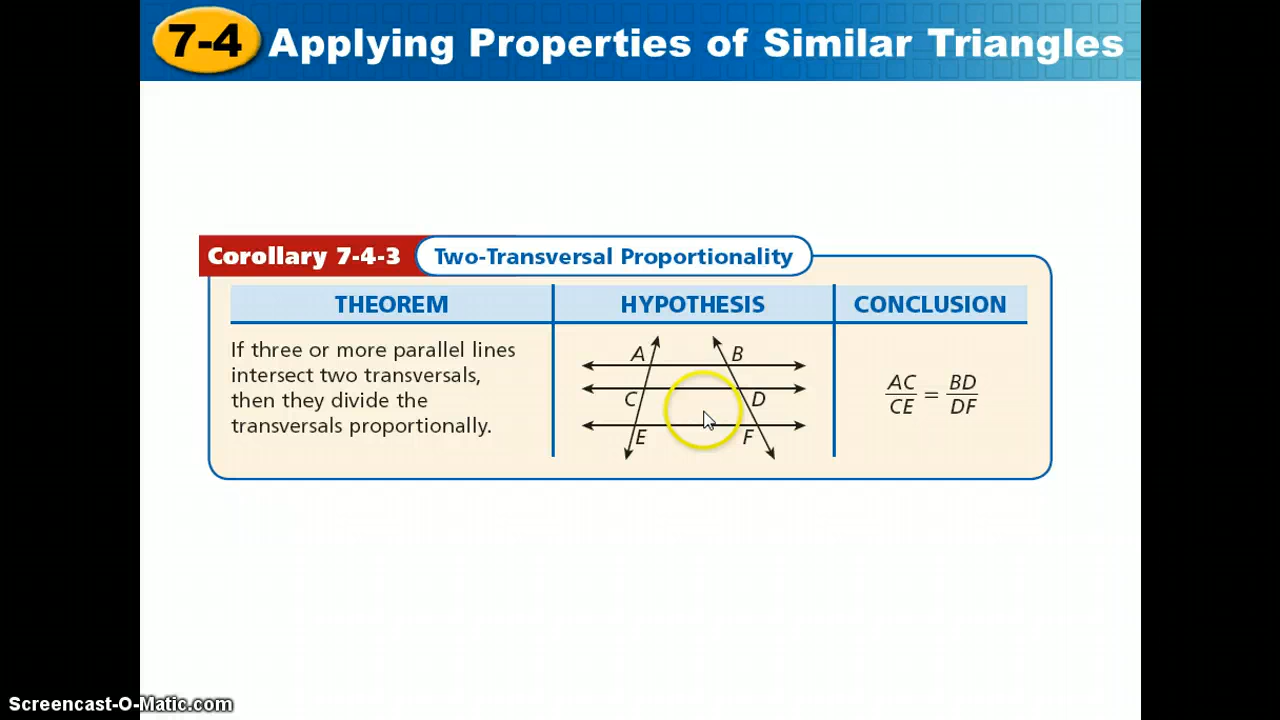 7-4 Applying Properties of Similar Triangles
Corollary 7-4-3 Two-Transversal Proportionality
THEOREM HYPOTHESIS CONCLUSION
If three or more parallel lines
intersect two transversals,
then they divide the
transversals proportionally.
A B
C D
E F
AC/CE = BD/DF
Screencast-O-Matic.com